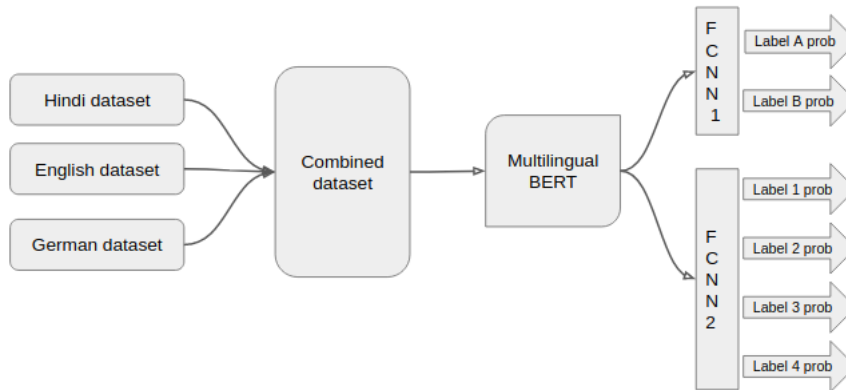 Hindi dataset
English dataset
German dataset
Combined
dataset
Multilingual
BERT
F
C
N
N
1
Label A prob
Label B prob
F
C
N
N
2
Label 1 prob
Label 2 prob
Label 3 prob
Label 4 prob